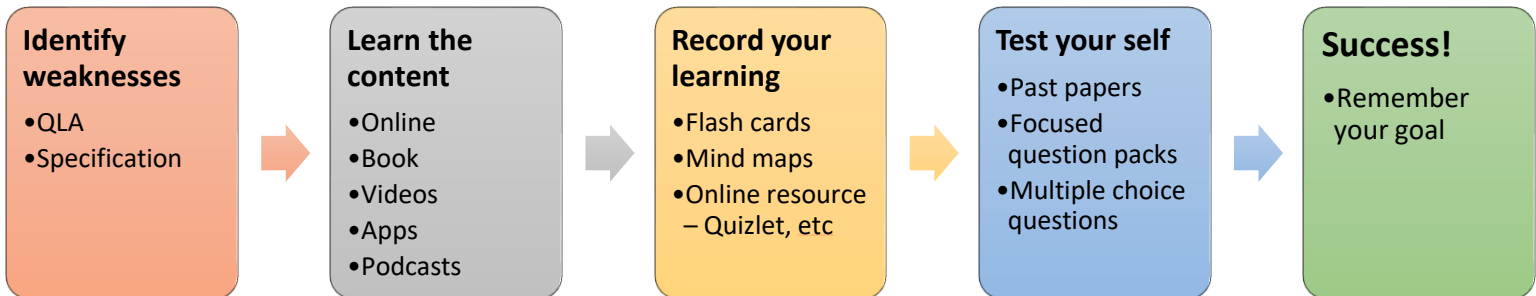 Identify
weaknesses
•QLA
•Specification
Learn the
content
•Online
•Book
•Videos
•Apps
•Podcasts
Record your
learning
•Flash cards
•Mind maps
•Online resource
– Quizlet, etc
Test your self
•Past papers
•Focused
question packs
•Multiple choice
questions
Success!
•Remember
your goal